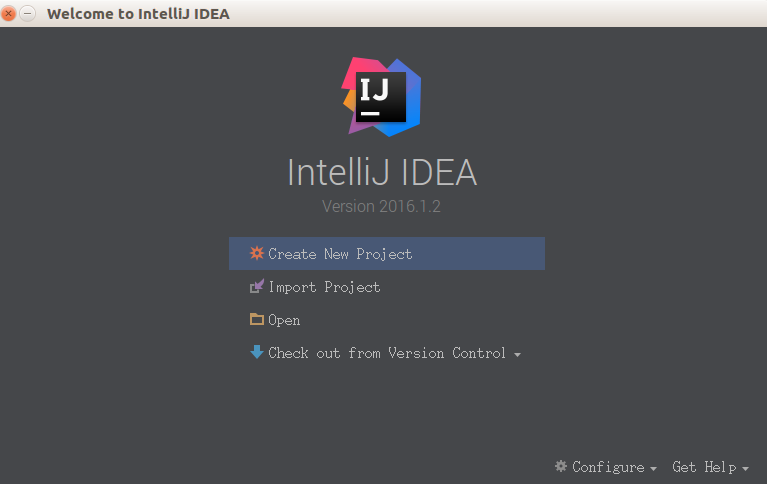 Welcome to IntelliJ IDEA
IJ
IntelliJ IDEA
Version 2016.1.2
Create New Project
Import Project
Open
Check out from Version Control
Configure Get Help